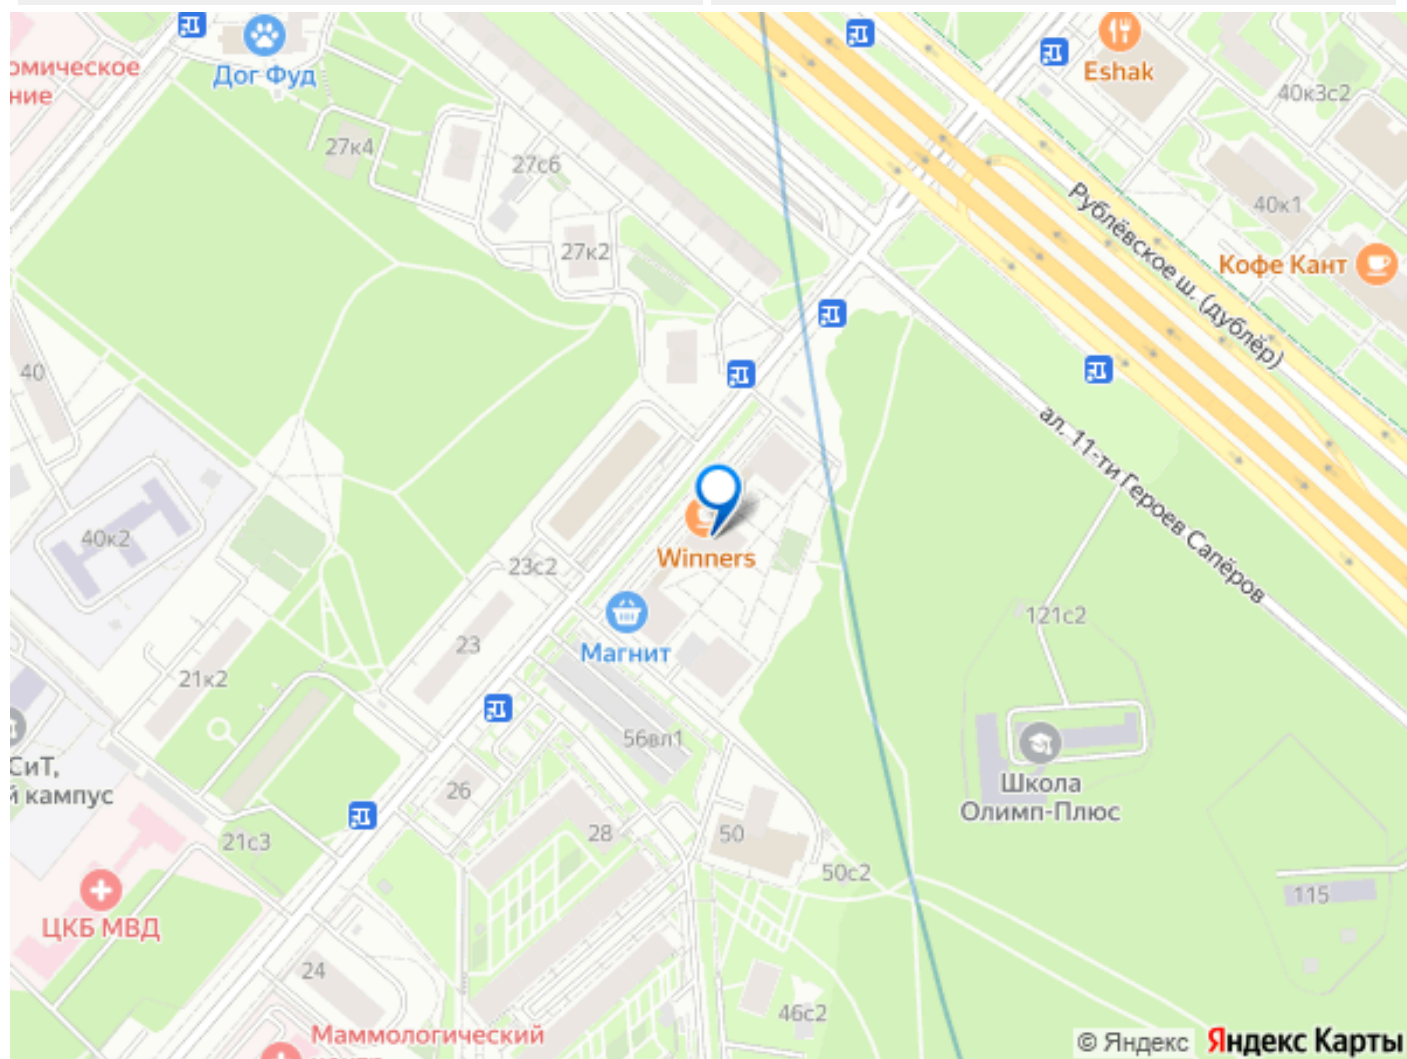 Дог Фуд
омическое
ние
Eshak
40к3с2
27к4
27с6
40к1
27к2
Кофе Кант
Рублёвское ш. (дублёр)
40
ал. 11-ти Героев Сапёров
40к2
Winners
23с2
121с2
23
Магнит
21к2
56вл1
СиТ,
й кампус
Школа
Олимп-Плюс
26
28
50
21с3
50с2
115
ЦКБ МВД
24
46с2
Маммологический
© Яндекс Яндекс Карты